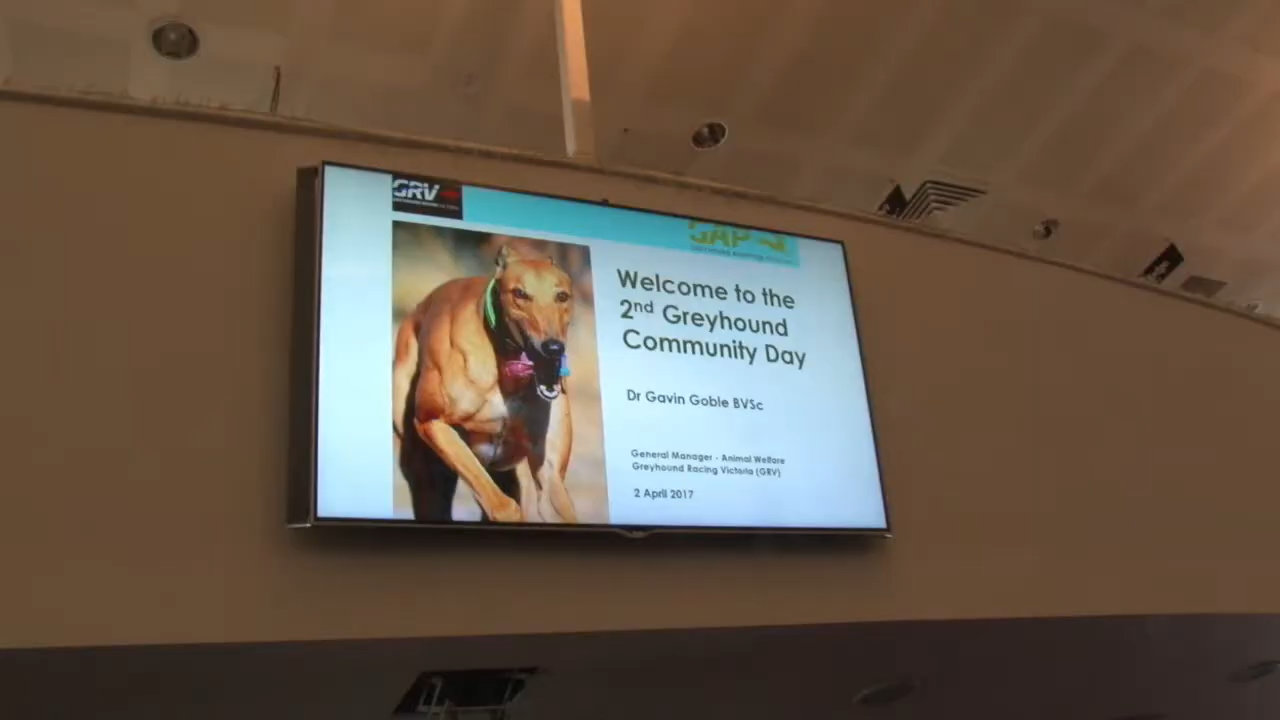 GRV
GAP
Welcome to the
2nd Greyhound
Community Day
Dr Gavin Goble BVSc
General Manager - Animal Welfare
Greyhound Racing Victoria (GRV)
2 April 2017